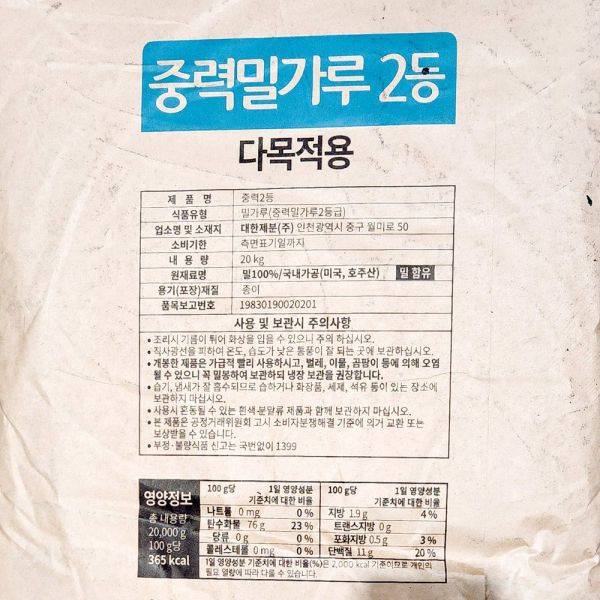 중력밀가루 2등
다목적용
제 품 명 중력2등
식품유형 밀가루(중력밀가루2등급)
업소명 및 소재지 대한제분(주) 인천광역시 중구 월미로 50
소비기한 측면표기일까지
내 용 량 20 kg
원재료명 밀100%/국내가공(미국, 호주산) 밀 함유
용기(포장)재질 종이
품목보고번호 19830190020201
사용 및 보관시 주의사항
• 조리시 기름이 튀어 화상을 입을 수 있으니 주의 하십시오.
• 직사광선을 피하여 온도, 습도가 낮은 통풍이 잘 되는 곳에 보관하십시오.
• 개봉한 제품은 가급적 빨리 사용하시고, 벌레, 이물, 곰팡이 등에 의해 오염
될 수 있으니 꼭 밀봉하여 보관하되 냉장 보관을 권장합니다.
• 습기, 냄새가 잘 흡수되므로 습하거나 화장품, 세제, 석유 등이 있는 장소에
보관하지 마십시오.
• 사용시 혼동될 수 있는 흰색·분말류 제품과 함께 보관하지 마십시오.
• 본 제품은 공정거래위원회 고시 소비자분쟁해결 기준에 의거 교환 또는
보상받을 수 있습니다.
• 부정·불량식품 신고는 국번없이 1399
영양정보
총 내용량
20,000 g
100 g당
365 kcal
100 g당 1일 영양성분
기준치에 대한 비율
나트륨 0 mg 0 %
탄수화물 76 g 23 %
당류 0 g 0 %
콜레스테롤 0 mg 0 %
100 g당 1일 영양성분
기준치에 대한 비율
지방 1.9 g 4 %
트랜스지방 0 g
포화지방 0.5 g 3 %
단백질 11 g 20 %
1일 영양성분 기준치에 대한 비율(%)은 2,000 kcal 기준이므로 개인의
필요 열량에 따라 다를 수 있습니다.